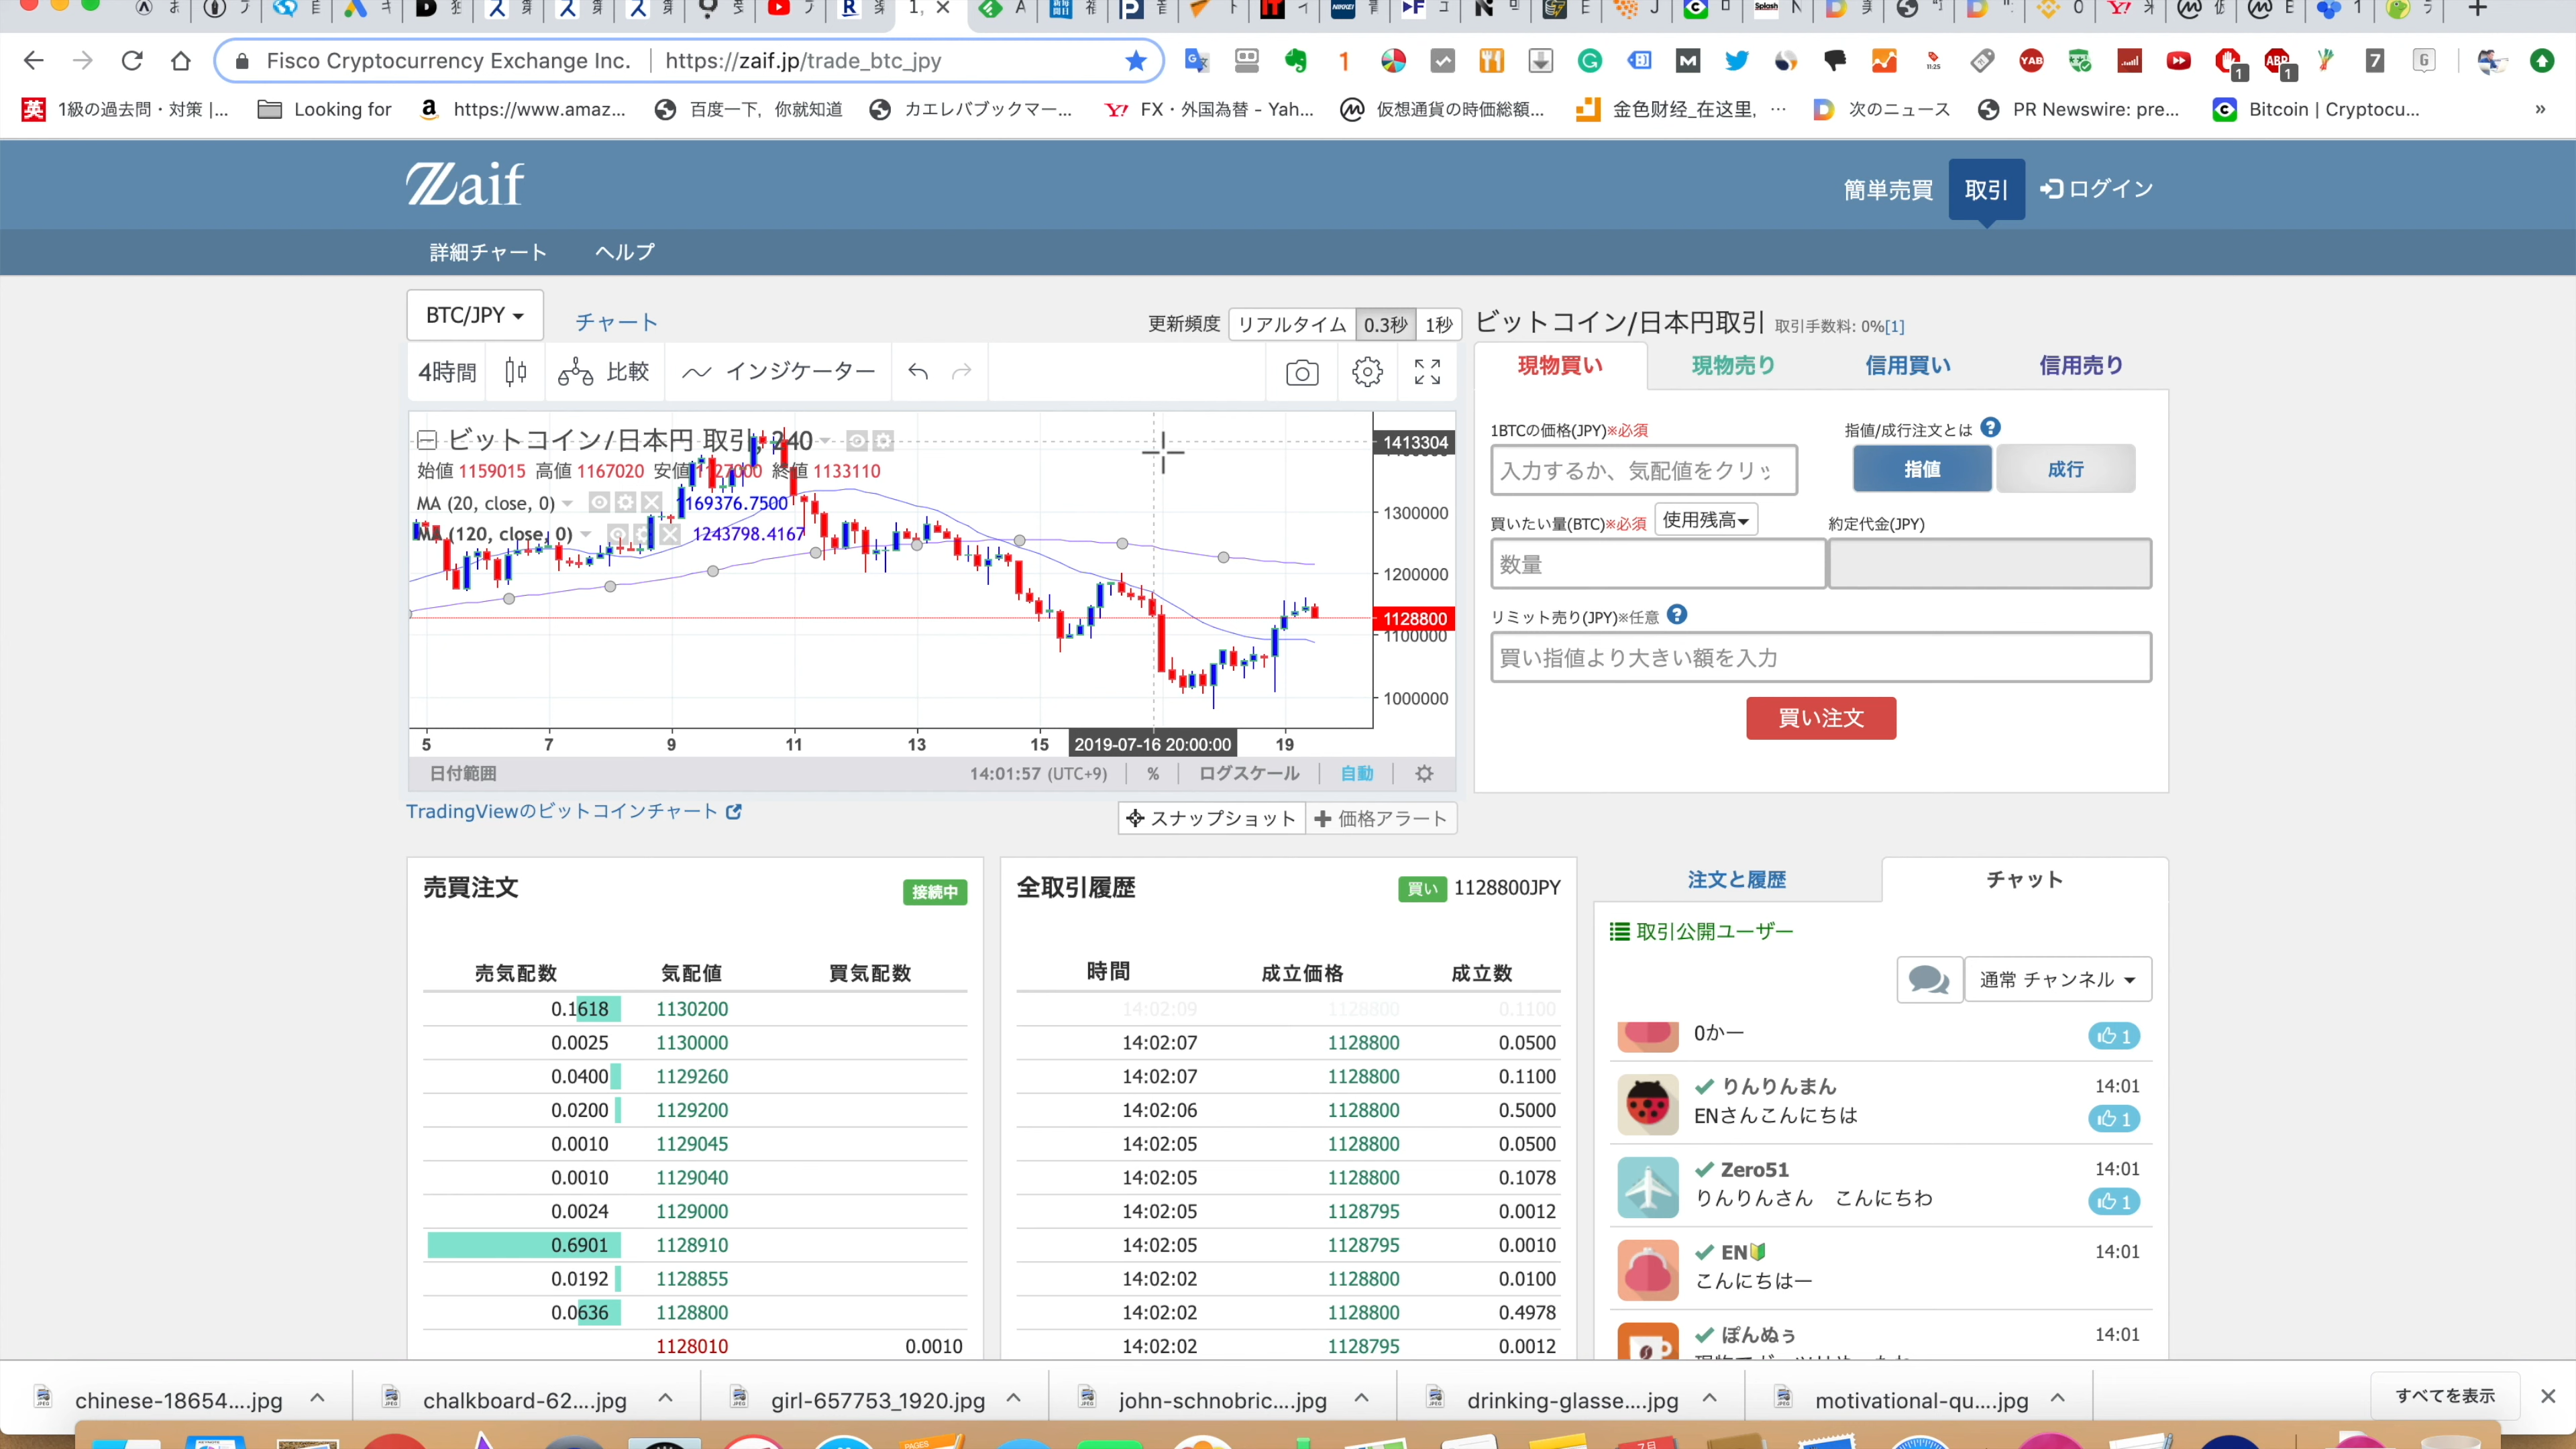 Fisco Cryptocurrency Exchange Inc. https://zaif.jp/trade_btc_jpy
1級の過去問・対策 |... Looking for https://www.amaz... 百度一下，你就知道 カエレバブックマー... FX・外国為替 - Yah... 仮想通貨の時価総額... 金色财经_在这里, ... 次のニュース PR Newswire: pre... Bitcoin | Cryptocu... »
Zaif
簡単売買 取引 ログイン
詳細チャート ヘルプ
BTC/JPY チャート 更新頻度 リアルタイム 0.3秒 1秒
4時間 比較 インジケーター
ビットコイン/日本円 取引, 240
始値 1159015 高値 1167020 安値 1127000 終値 1133110
MA (20, close, 0) 1169376.7500
MA (120, close, 0) 1243798.4167
1413304
1300000
1200000
1128800
1100000
1000000
5 7 9 11 13 15 2019-07-16 20:00:00 19
日付範囲 14:01:57 (UTC+9) % ログスケール 自動
TradingViewのビットコインチャート
スナップショット 価格アラート
ビットコイン/日本円取引 取引手数料: 0%[1]
現物買い 現物売り 信用買い 信用売り
1BTCの価格(JPY)※必須 指値/成行注文とは
入力するか、気配値をクリッ 指値 成行
買いたい量(BTC)※必須 使用残高 約定代金(JPY)
数量
リミット売り(JPY)※任意
買い指値より大きい額を入力
買い注文
売買注文 接続中
売気配数 気配値 買気配数
0.1618 1130200
0.0025 1130000
0.0400 1129260
0.0200 1129200
0.0010 1129045
0.0010 1129040
0.0024 1129000
0.6901 1128910
0.0192 1128855
0.0636 1128800
1128010 0.0010
全取引履歴 買い 1128800JPY
時間 成立価格 成立数
14:02:09 1128800 0.1100
14:02:07 1128800 0.0500
14:02:07 1128800 0.1100
14:02:06 1128800 0.5000
14:02:05 1128800 0.0500
14:02:05 1128800 0.1078
14:02:05 1128795 0.0012
14:02:05 1128795 0.0010
14:02:02 1128800 0.0100
14:02:02 1128800 0.4978
14:02:02 1128795 0.0012
注文と履歴 チャット
取引公開ユーザー
通常 チャンネル
0かー 1
りんりんまん 14:01
ENさんこんにちは 1
Zero51 14:01
りんりんさん　こんにちわ 1
EN 14:01
こんにちはー
ぽんぬぅ 14:01
chinese-18654....jpg chalkboard-62....jpg girl-657753_1920.jpg john-schnobric....jpg drinking-glasse....jpg motivational-qu....jpg すべてを表示